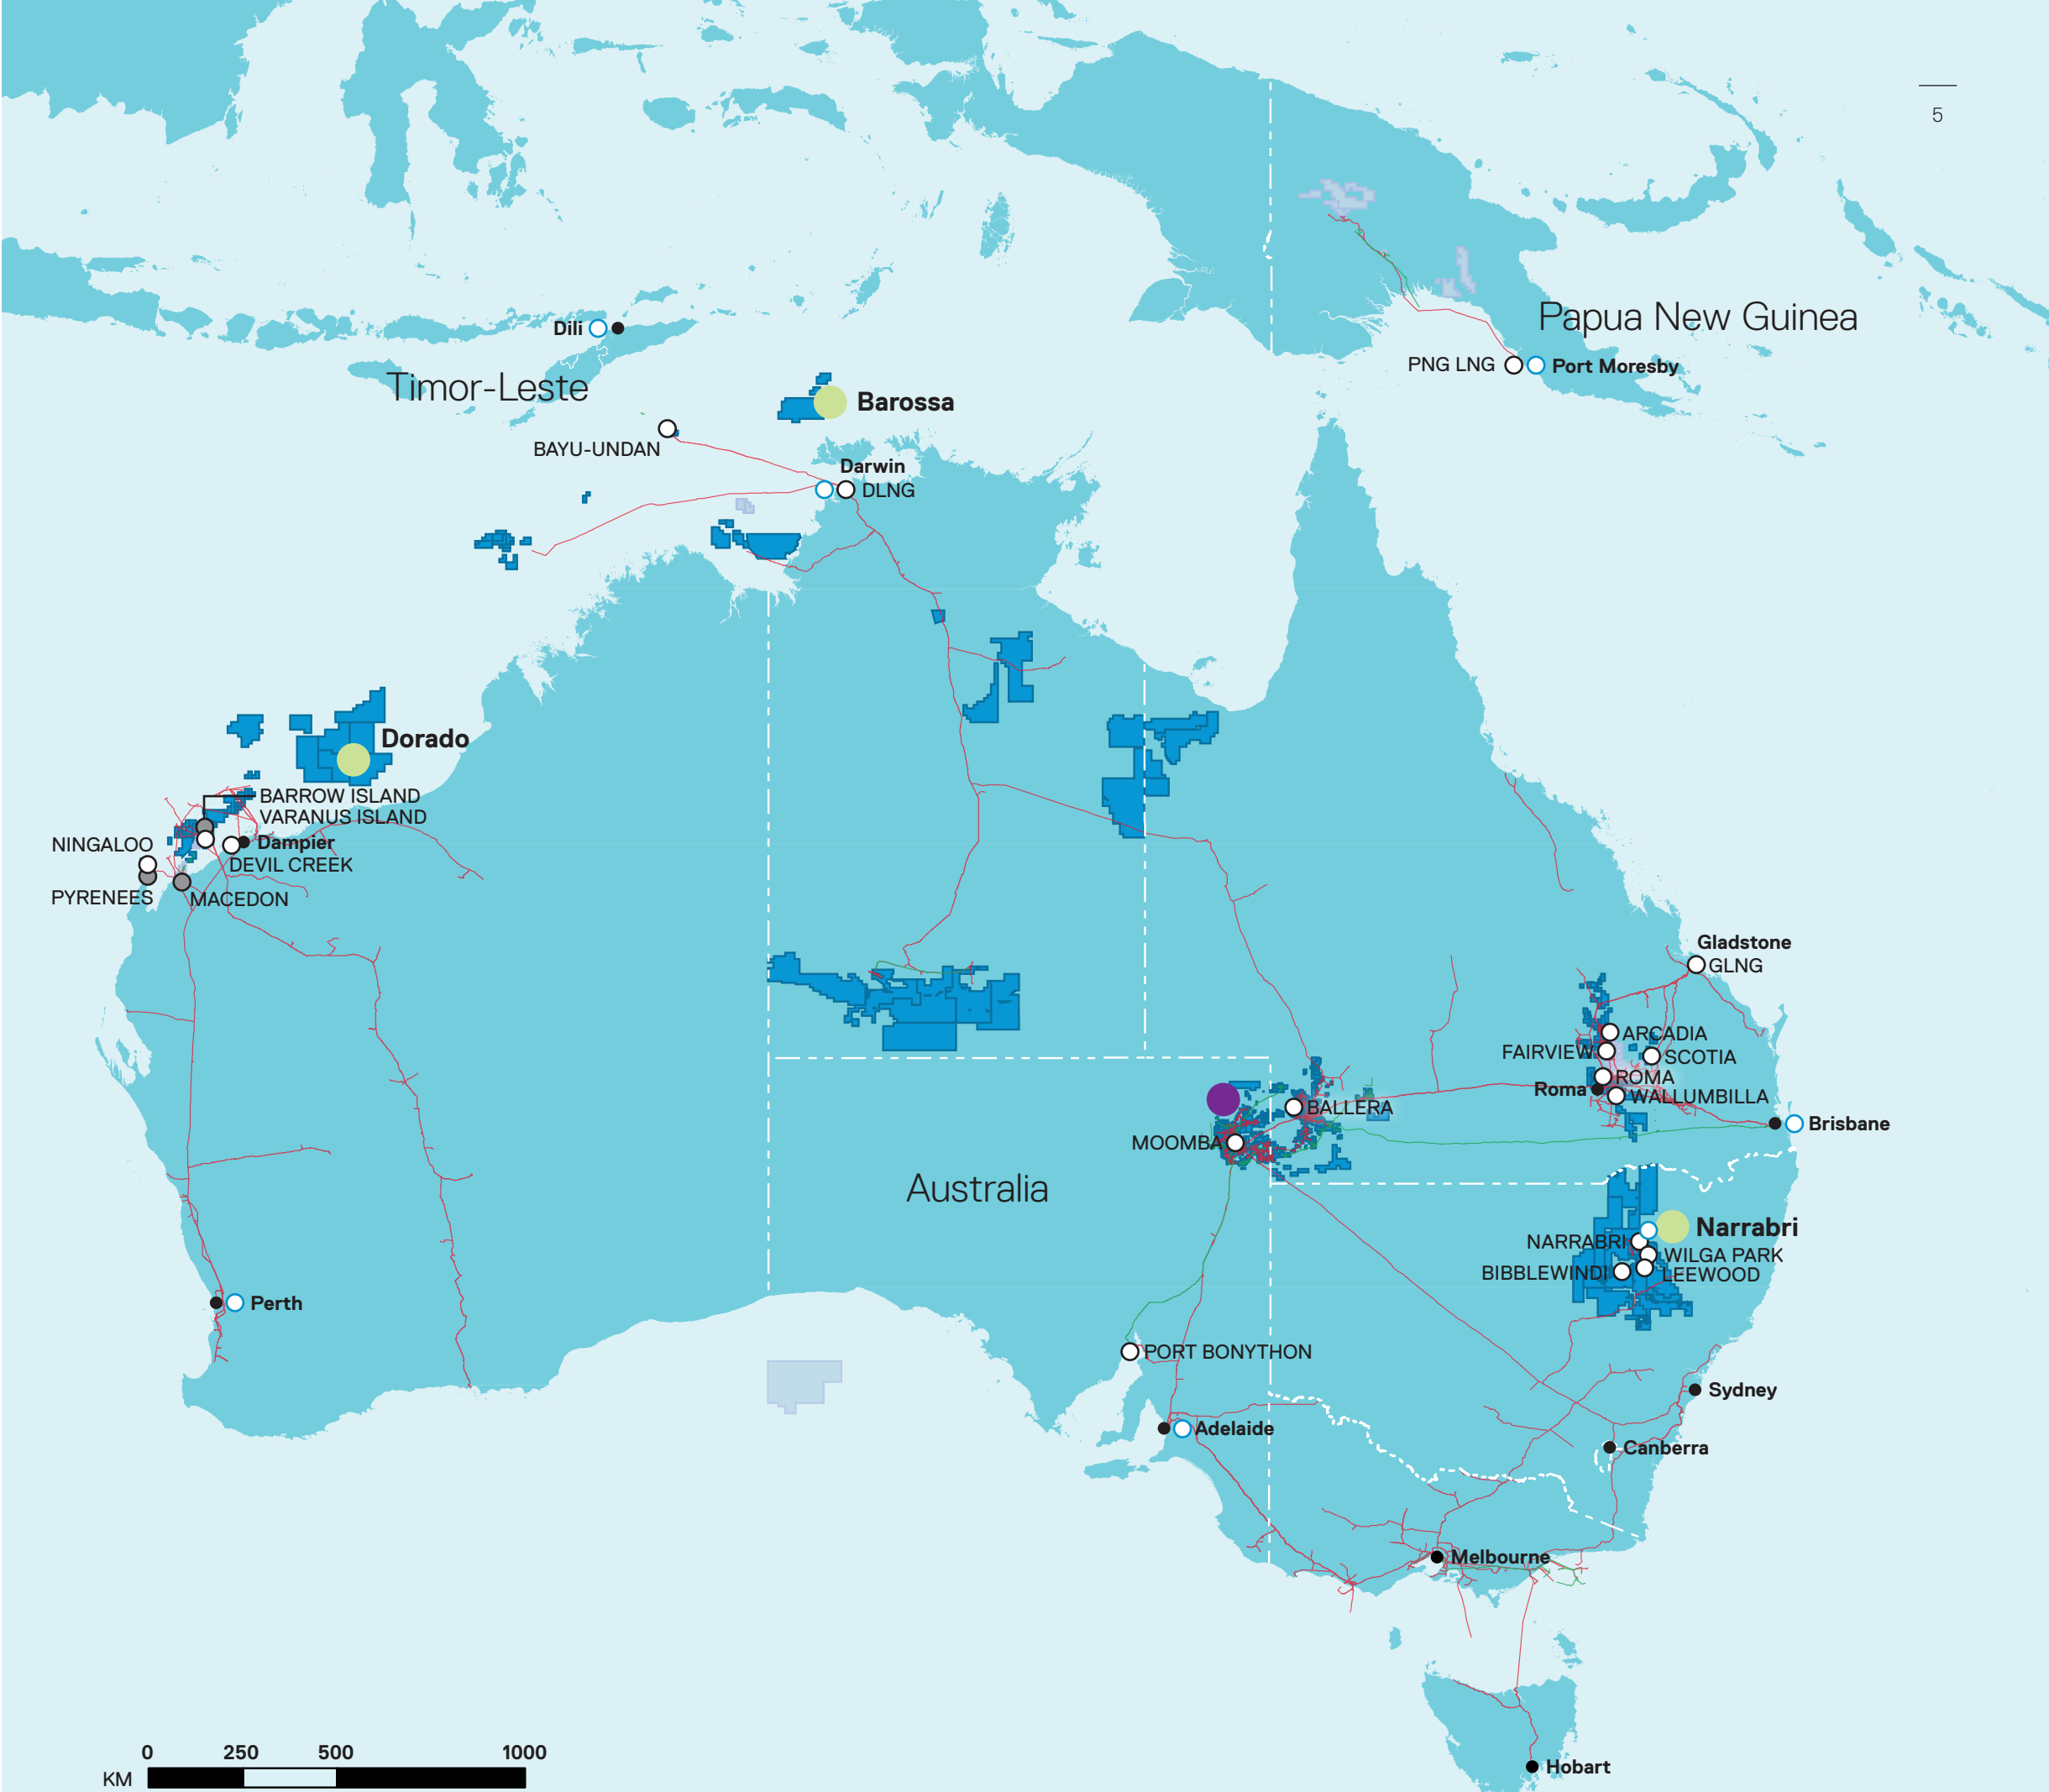 5
Papua New Guinea
Dili
PNG LNG
Port Moresby
Timor-Leste
Barossa
BAYU-UNDAN
Darwin
DLNG
Dorado
BARROW ISLAND
VARANUS ISLAND
NINGALOO
Dampier
DEVIL CREEK
PYRENEES
MACEDON
Gladstone
GLNG
ARCADIA
FAIRVIEW
SCOTIA
ROMA
Roma
WALLUMBILLA
BALLERA
Brisbane
MOOMBA
Australia
Narrabri
NARRABRI
WILGA PARK
BIBBLEWINDI
LEEWOOD
Perth
PORT BONYTHON
Sydney
Adelaide
Canberra
Melbourne
Hobart
0 250 500 1000
KM